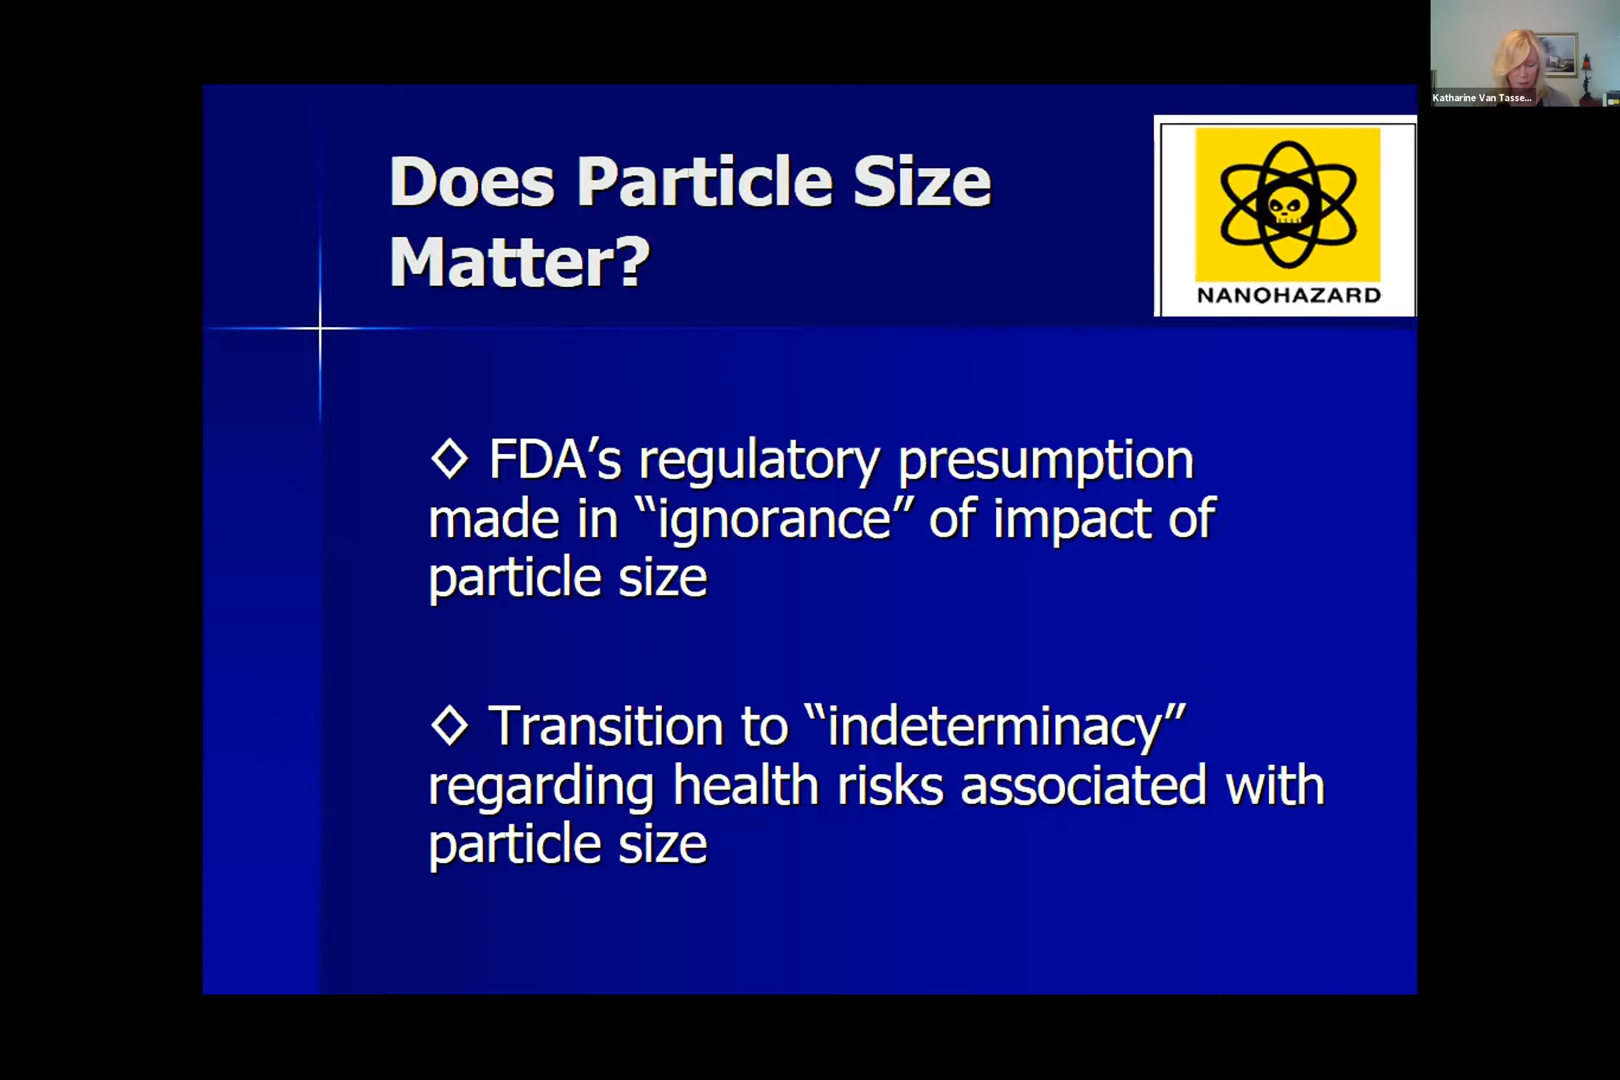 Katharine Van Tasse...
Does Particle Size
Matter?
NANOHAZARD
◊ FDA’s regulatory presumption
made in “ignorance” of impact of
particle size
◊ Transition to “indeterminacy”
regarding health risks associated with
particle size